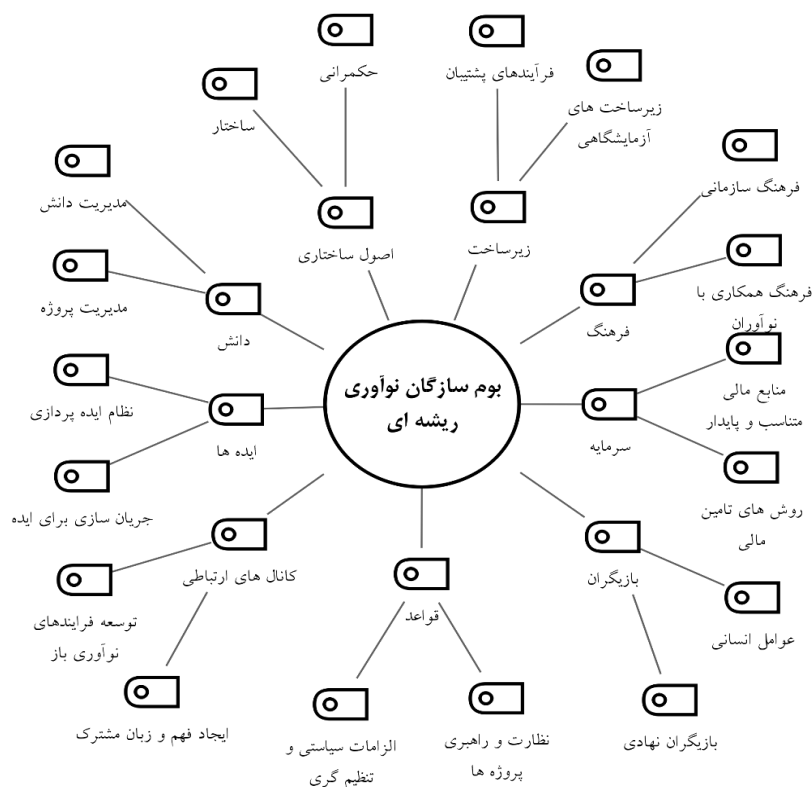 حکمرانی
فرآیندهای پشتیبان
ساختار
زیرساخت های
آزمایشگاهی
مدیریت دانش
فرهنگ سازمانی
اصول ساختاری
زیرساخت
مدیریت پروژه
دانش
فرهنگ
فرهنگ همکاری با
نوآوران
بوم سازگان نوآوری
ریشه ای
نظام ایده پردازی
ایده ها
سرمایه
منابع مالی
متناسب و پایدار
جریان سازی برای ایده
روش های تامین
مالی
کانال های ارتباطی
قواعد
بازیگران
توسعه فرایندهای
نوآوری باز
عوامل انسانی
ایجاد فهم و زبان مشترک
الزامات سیاستی و
تنظیم گری
نظارت و راهبری
پروژه ها
بازیگران نهادی